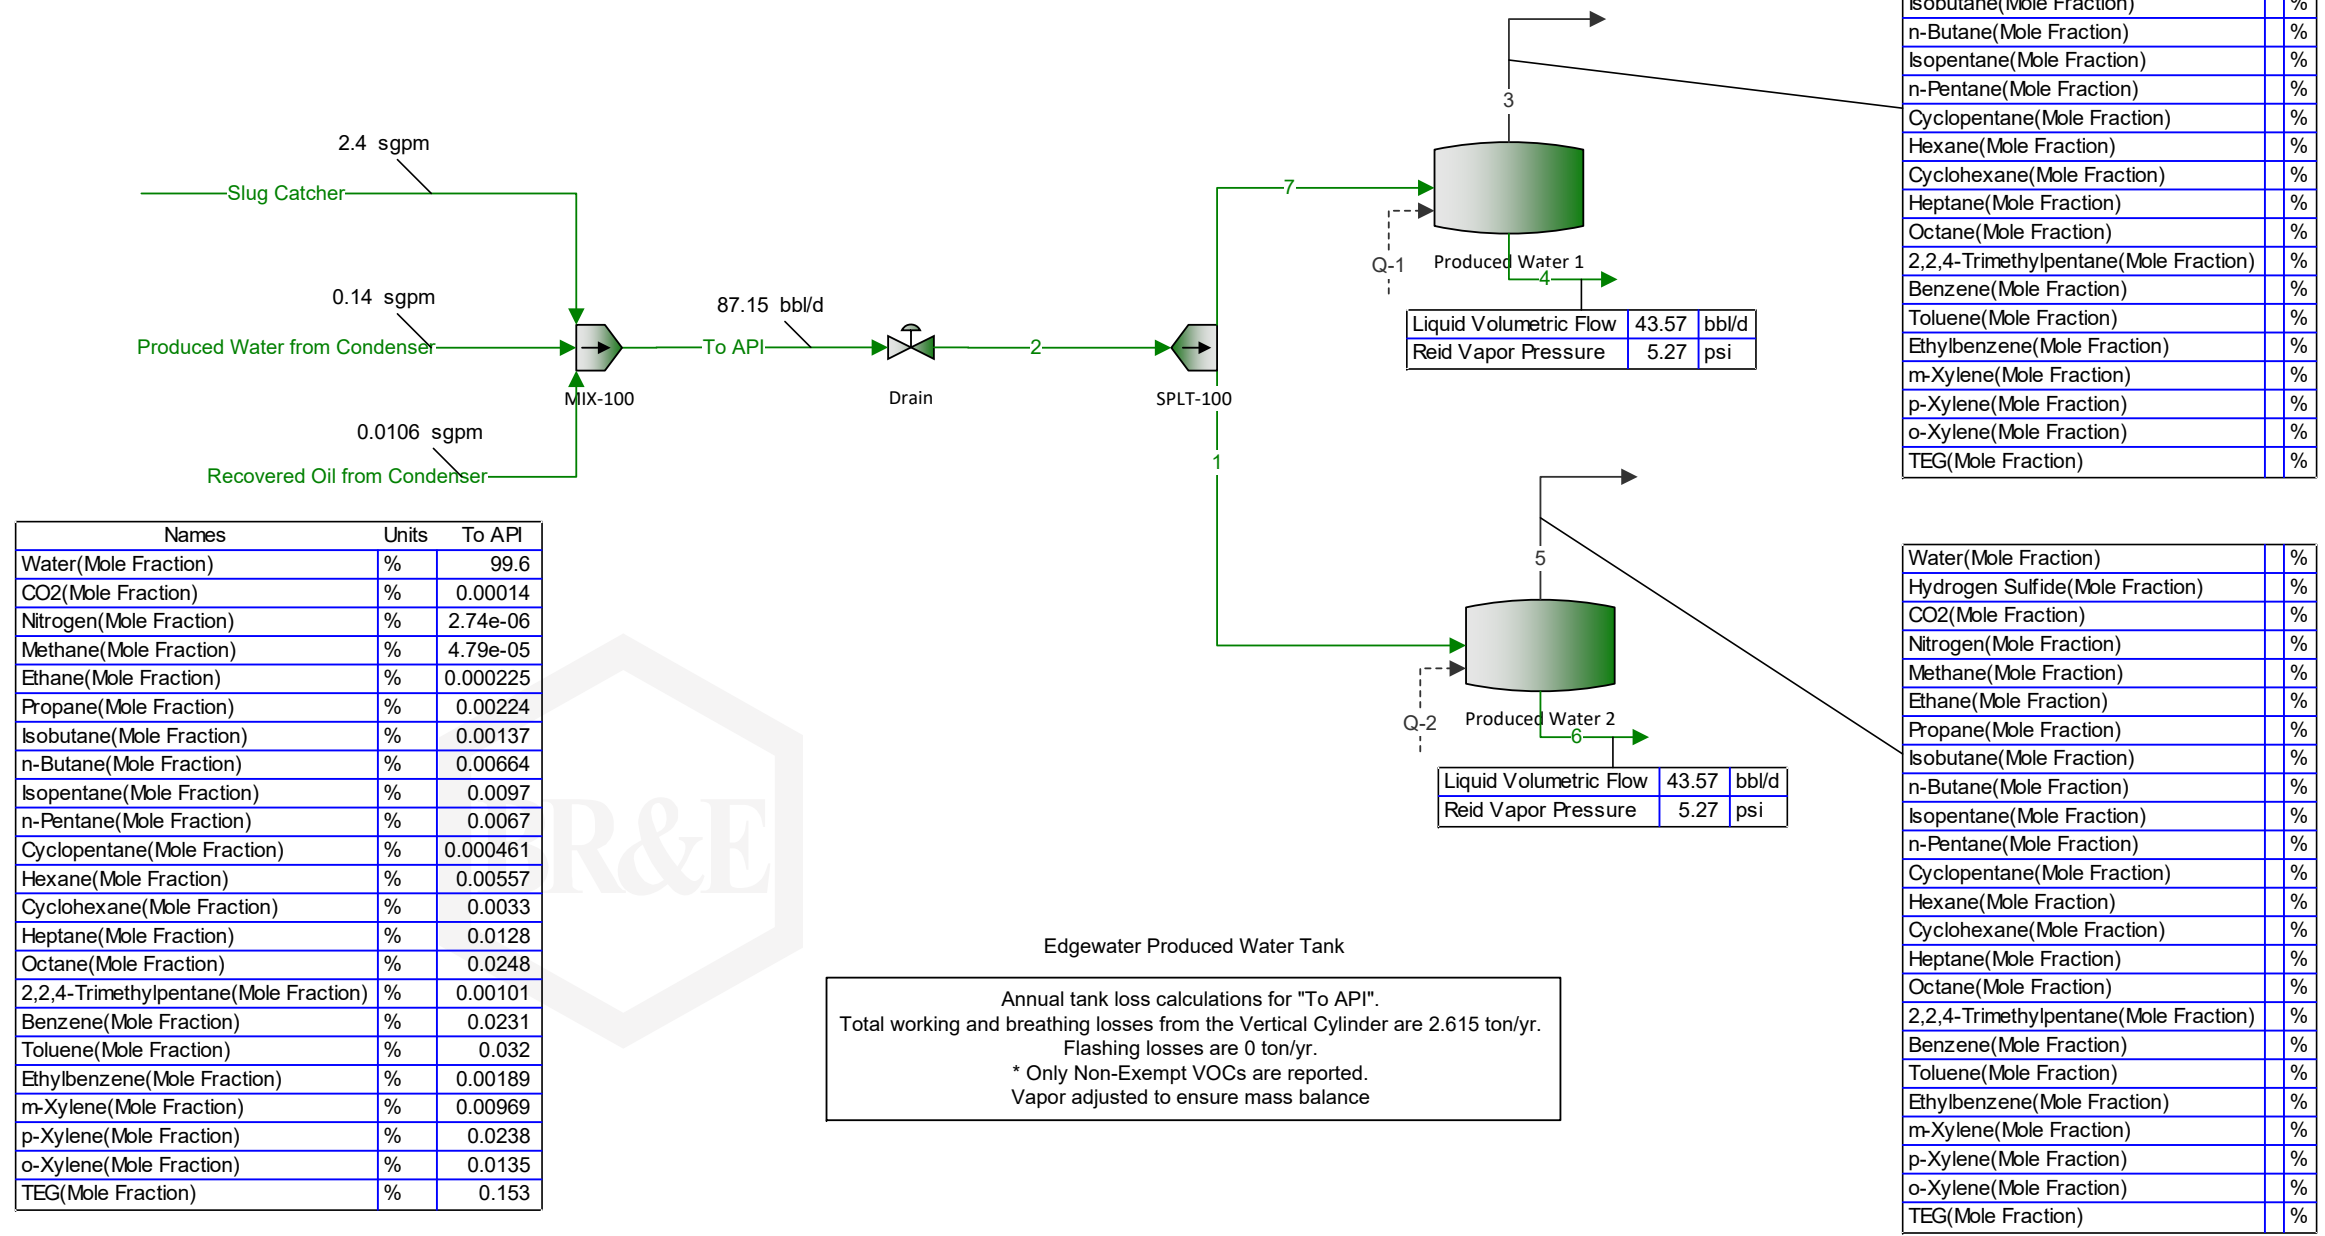 2.4 sgpm
Slug Catcher
0.14 sgpm
Produced Water from Condenser
0.0106 sgpm
Recovered Oil from Condenser
MIX-100
87.15 bbl/d
To API
Drain
2
SPLT-100
7
1
3
Q-1
Produced Water 1
4
Liquid Volumetric Flow 43.57 bbl/d
Reid Vapor Pressure 5.27 psi
5
Q-2
Produced Water 2
6
Liquid Volumetric Flow 43.57 bbl/d
Reid Vapor Pressure 5.27 psi
Names Units To API
Water(Mole Fraction) % 99.6
CO2(Mole Fraction) % 0.00014
Nitrogen(Mole Fraction) % 2.74e-06
Methane(Mole Fraction) % 4.79e-05
Ethane(Mole Fraction) % 0.000225
Propane(Mole Fraction) % 0.00224
Isobutane(Mole Fraction) % 0.00137
n-Butane(Mole Fraction) % 0.00664
Isopentane(Mole Fraction) % 0.0097
n-Pentane(Mole Fraction) % 0.0067
Cyclopentane(Mole Fraction) % 0.000461
Hexane(Mole Fraction) % 0.00557
Cyclohexane(Mole Fraction) % 0.0033
Heptane(Mole Fraction) % 0.0128
Octane(Mole Fraction) % 0.0248
2,2,4-Trimethylpentane(Mole Fraction) % 0.00101
Benzene(Mole Fraction) % 0.0231
Toluene(Mole Fraction) % 0.032
Ethylbenzene(Mole Fraction) % 0.00189
m-Xylene(Mole Fraction) % 0.00969
p-Xylene(Mole Fraction) % 0.0238
o-Xylene(Mole Fraction) % 0.0135
TEG(Mole Fraction) % 0.153
R&E
Edgewater Produced Water Tank
Annual tank loss calculations for "To API".
Total working and breathing losses from the Vertical Cylinder are 2.615 ton/yr.
Flashing losses are 0 ton/yr.
* Only Non-Exempt VOCs are reported.
Vapor adjusted to ensure mass balance
Isobutane(Mole Fraction) %
n-Butane(Mole Fraction) %
Isopentane(Mole Fraction) %
n-Pentane(Mole Fraction) %
Cyclopentane(Mole Fraction) %
Hexane(Mole Fraction) %
Cyclohexane(Mole Fraction) %
Heptane(Mole Fraction) %
Octane(Mole Fraction) %
2,2,4-Trimethylpentane(Mole Fraction) %
Benzene(Mole Fraction) %
Toluene(Mole Fraction) %
Ethylbenzene(Mole Fraction) %
m-Xylene(Mole Fraction) %
p-Xylene(Mole Fraction) %
o-Xylene(Mole Fraction) %
TEG(Mole Fraction) %
Water(Mole Fraction) %
Hydrogen Sulfide(Mole Fraction) %
CO2(Mole Fraction) %
Nitrogen(Mole Fraction) %
Methane(Mole Fraction) %
Ethane(Mole Fraction) %
Propane(Mole Fraction) %
Isobutane(Mole Fraction) %
n-Butane(Mole Fraction) %
Isopentane(Mole Fraction) %
n-Pentane(Mole Fraction) %
Cyclopentane(Mole Fraction) %
Hexane(Mole Fraction) %
Cyclohexane(Mole Fraction) %
Heptane(Mole Fraction) %
Octane(Mole Fraction) %
2,2,4-Trimethylpentane(Mole Fraction) %
Benzene(Mole Fraction) %
Toluene(Mole Fraction) %
Ethylbenzene(Mole Fraction) %
m-Xylene(Mole Fraction) %
p-Xylene(Mole Fraction) %
o-Xylene(Mole Fraction) %
TEG(Mole Fraction) %